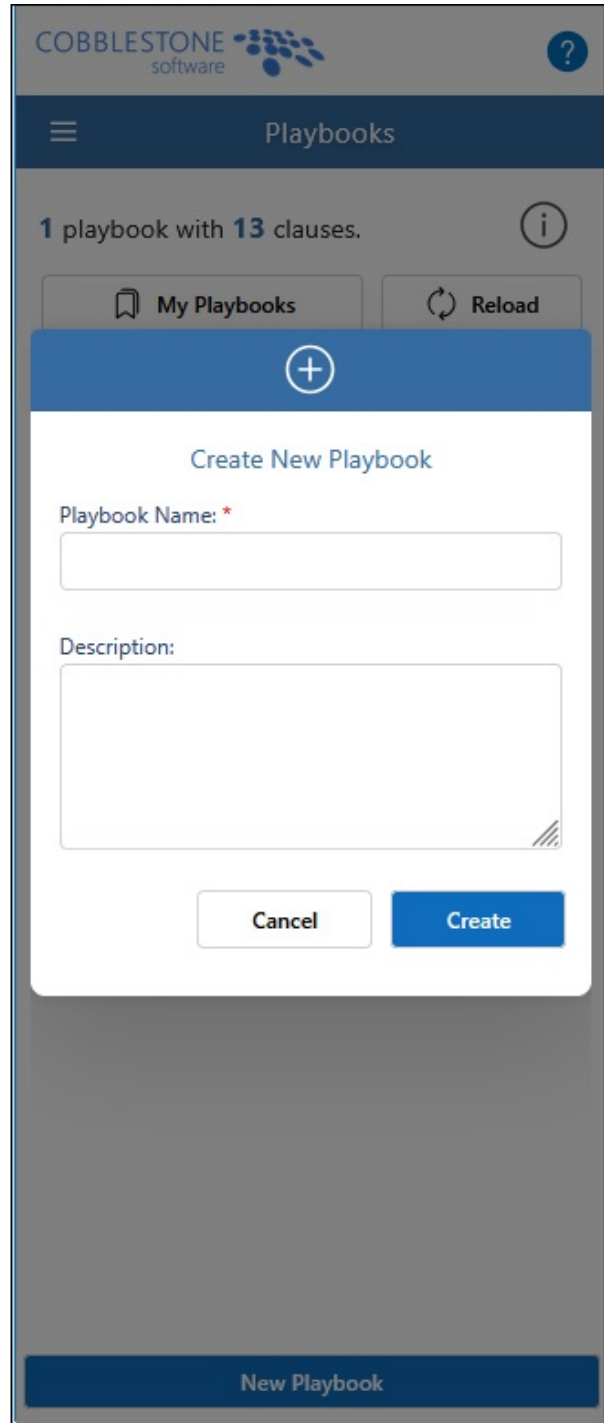 COBBLESTONE
software
?
Playbooks
1 playbook with 13 clauses.
i
My Playbooks
Reload
Create New Playbook
Playbook Name: *
Description:
Cancel
Create
New Playbook